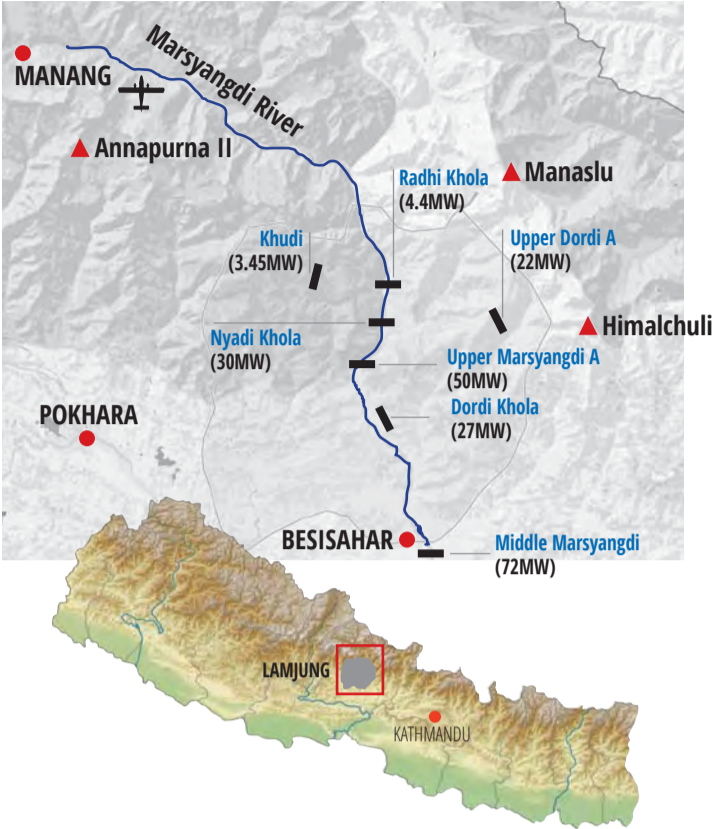 MANANG
Marsyangdi River
Annapurna II
Manaslu
Radhi Khola
(4.4MW)
Khudi
(3.45MW)
Upper Dordi A
(22MW)
Himalchuli
Nyadi Khola
(30MW)
Upper Marsyangdi A
(50MW)
Dordi Khola
(27MW)
POKHARA
BESISAHAR
Middle Marsyangdi
(72MW)
LAMJUNG
KATHMANDU